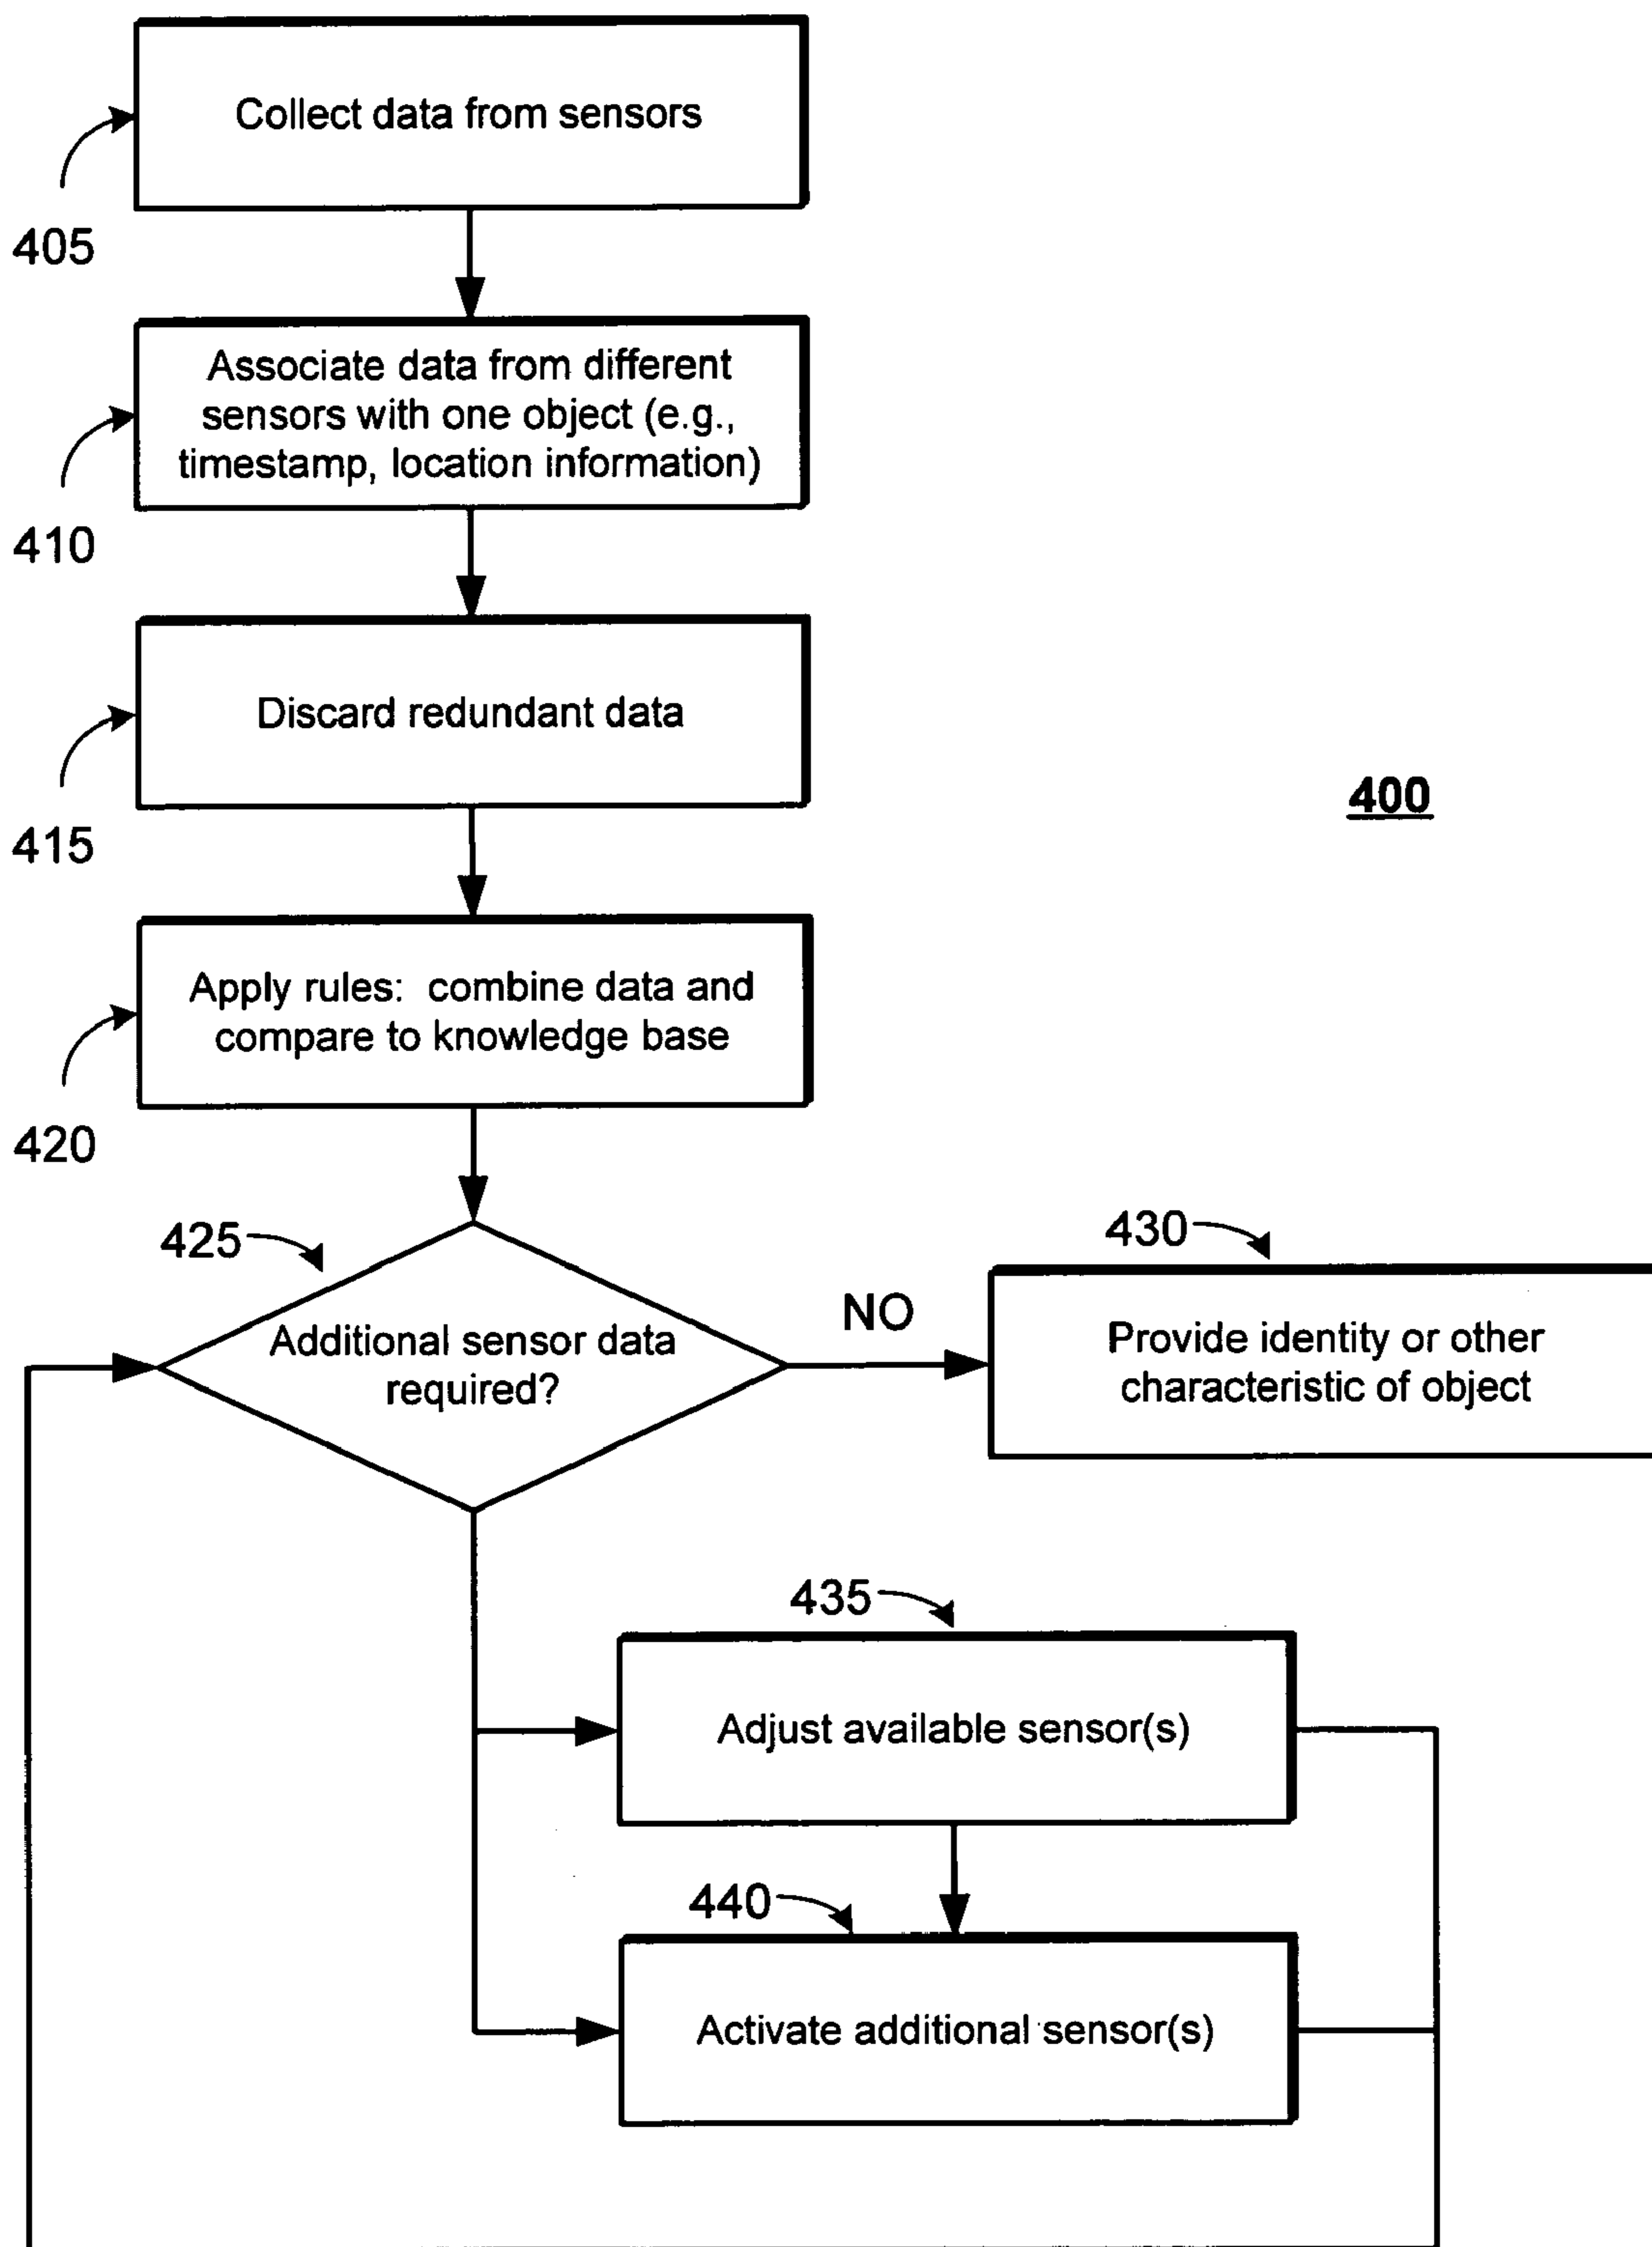 Collect data from sensors
405
Associate data from different
sensors with one object (e.g.,
timestamp, location information)
410
Discard redundant data
400
415
Apply rules: combine data and
compare to knowledge base
420
425
430
NO
Additional sensor data
required?
Provide identity or other
characteristic of object
435
Adjust available sensor(s)
440
Activate additional sensor(s)